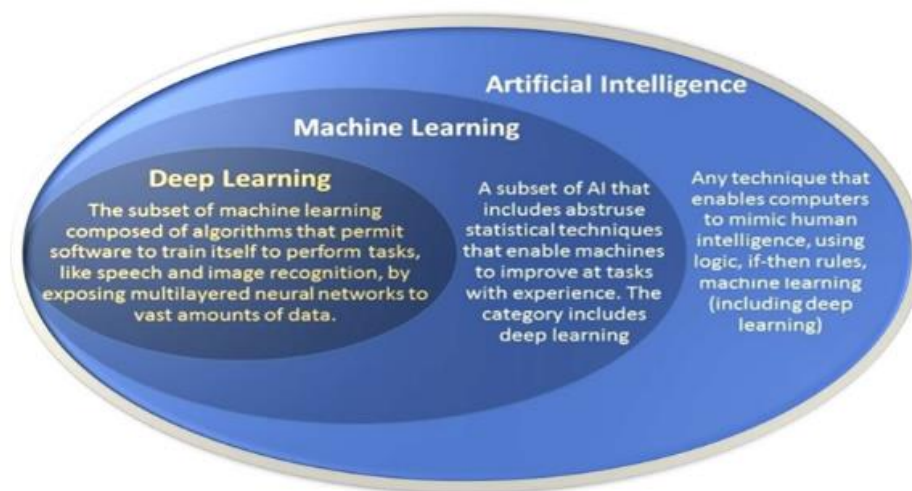 Artificial Intelligence
Machine Learning
Deep Learning
The subset of machine learning
composed of algorithms that permit
software to train itself to perform tasks,
like speech and image recognition, by
exposing multilayered neural networks to
vast amounts of data.
A subset of AI that
includes abstruse
statistical techniques
that enable machines
to improve at tasks
with experience. The
category includes
deep learning
Any technique that
enables computers
to mimic human
intelligence, using
logic, if-then rules,
machine learning
(including deep
learning)